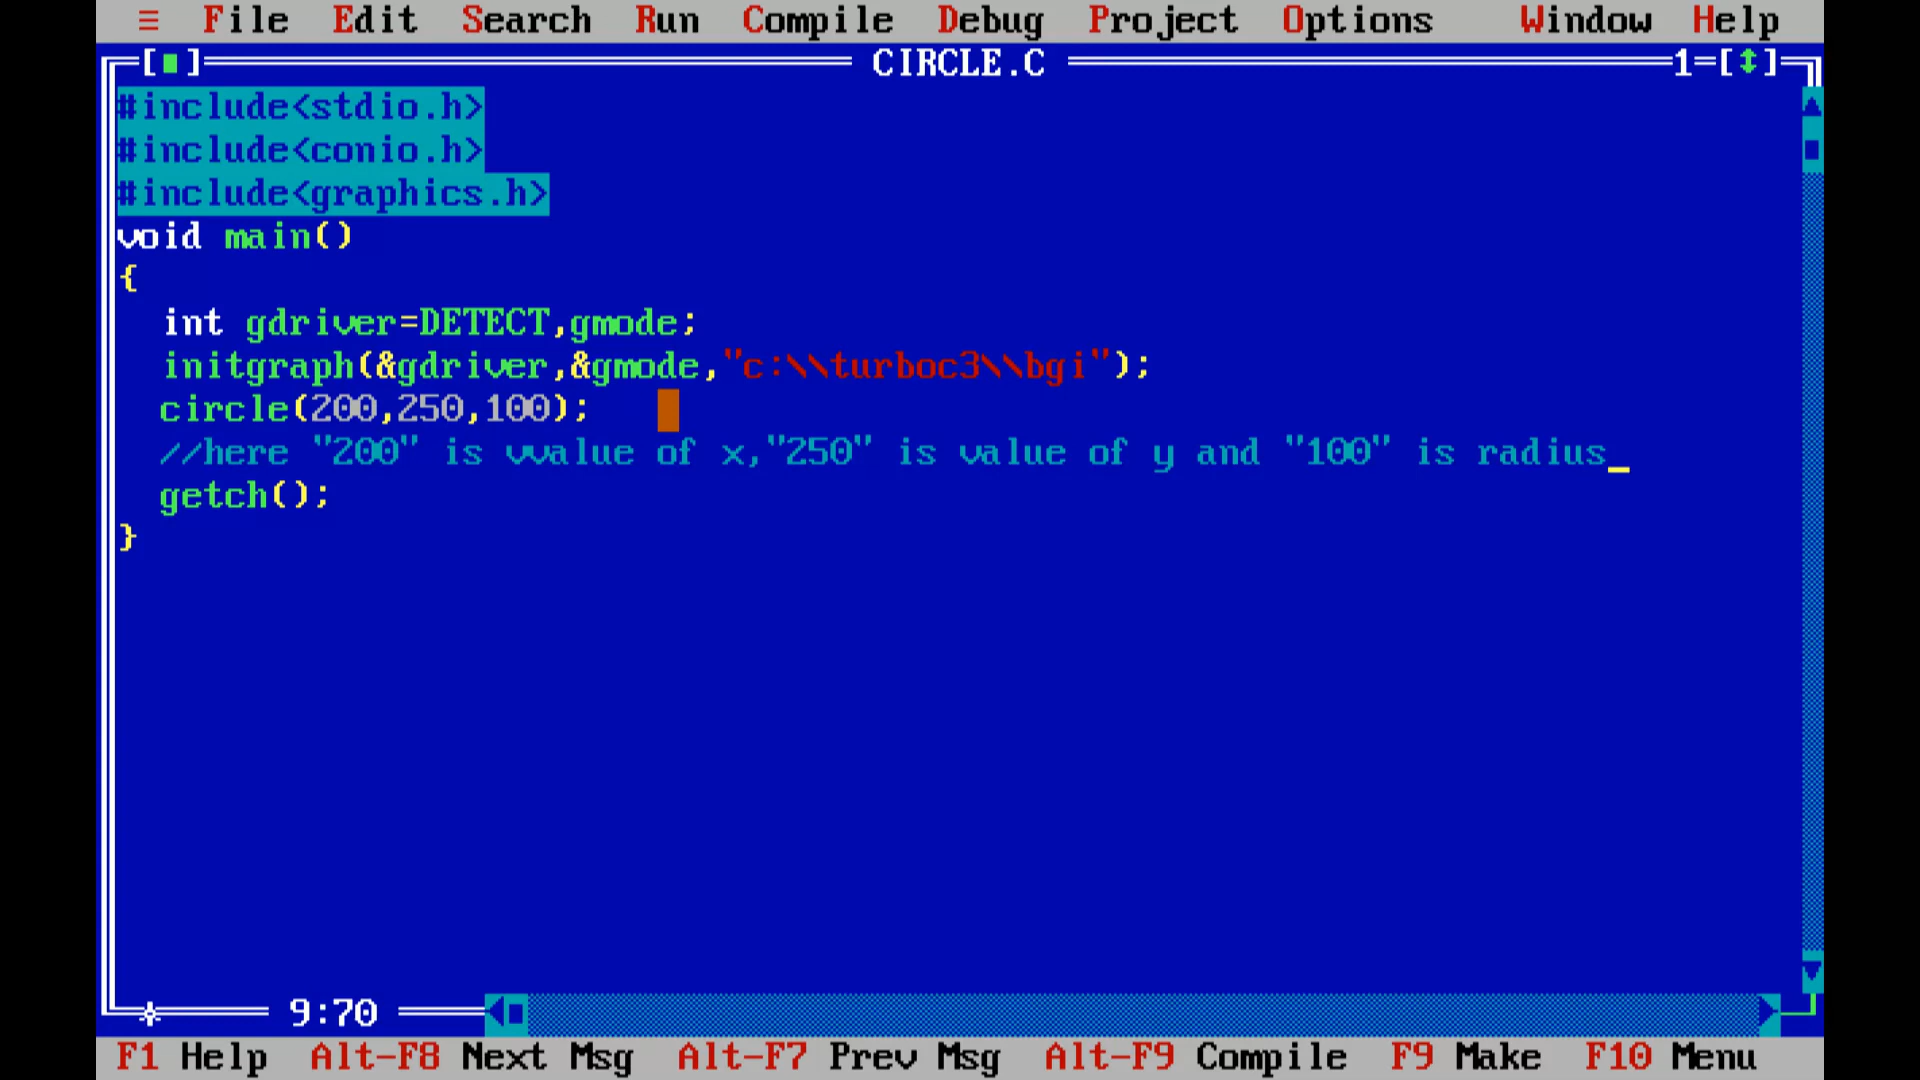 ≡ File Edit Search Run Compile Debug Project Options Window Help
[■] CIRCLE.C 1=[↕]
#include<stdio.h>
#include<conio.h>
#include<graphics.h>
void main()
{
int gdriver=DETECT,gmode;
initgraph(&gdriver,&gmode,"c:\\turboc3\\bgi");
circle(200,250,100);
//here "200" is vvalue of x,"250" is value of y and "100" is radius_
getch();
}
9:70
F1 Help Alt-F8 Next Msg Alt-F7 Prev Msg Alt-F9 Compile F9 Make F10 Menu